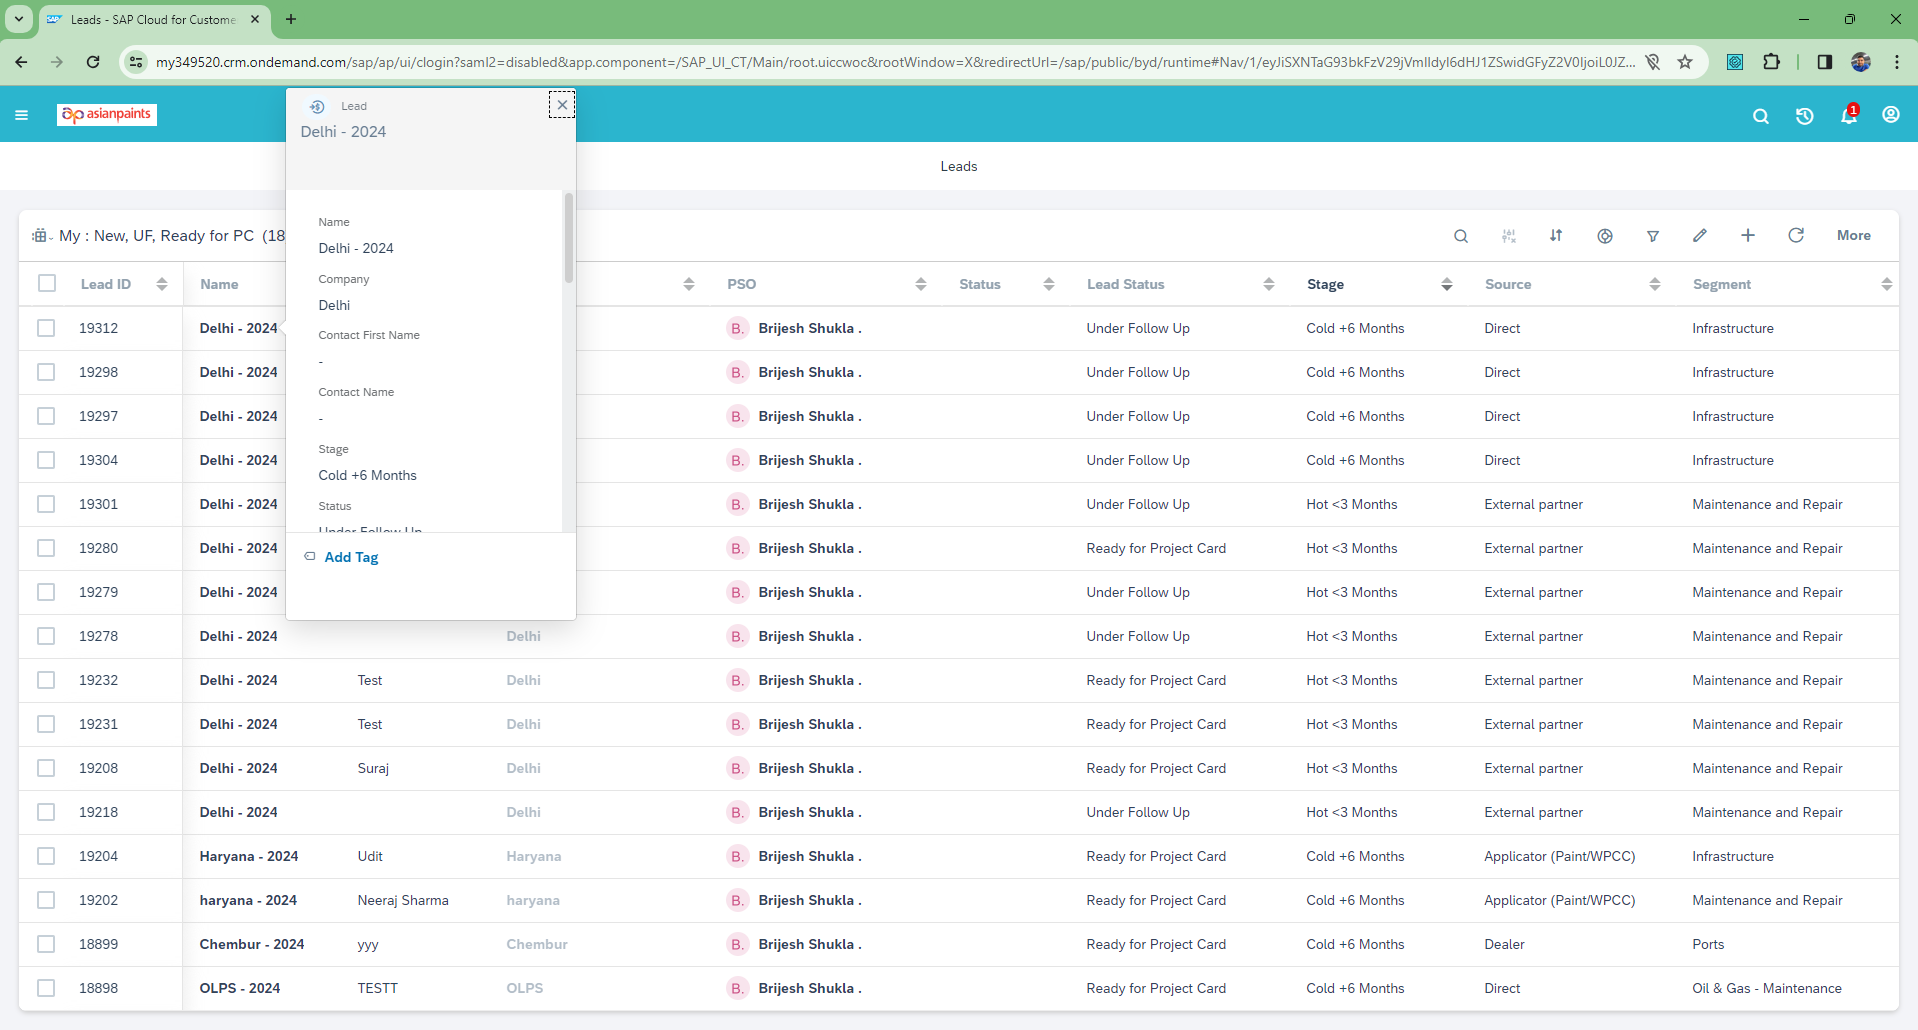 Leads - SAP Cloud for Custome
my349520.crm.ondemand.com/sap/ap/ui/clogin?saml2=disabled&app.component=/SAP_UI_CT/Main/root.uiccwoc&rootWindow=X&redirectUrl=/sap/public/byd/runtime#Nav/1/eyJiSXNTaG93bkFzV29jVmlldyI6dHJ1ZSwidGFyZ2V0IjoiL0JZ...
asianpaints
1
Lead
Delhi - 2024
Leads
My : New, UF, Ready for PC (18
More
Name
Delhi - 2024
Company
Delhi
Contact First Name
-
Contact Name
-
Stage
Cold +6 Months
Status
Under Follow Up
Add Tag
Lead ID Name PSO Status Lead Status Stage Source Segment
19312 Delhi - 2024 B. Brijesh Shukla . Under Follow Up Cold +6 Months Direct Infrastructure
19298 Delhi - 2024 B. Brijesh Shukla . Under Follow Up Cold +6 Months Direct Infrastructure
19297 Delhi - 2024 B. Brijesh Shukla . Under Follow Up Cold +6 Months Direct Infrastructure
19304 Delhi - 2024 B. Brijesh Shukla . Under Follow Up Cold +6 Months Direct Infrastructure
19301 Delhi - 2024 B. Brijesh Shukla . Under Follow Up Hot <3 Months External partner Maintenance and Repair
19280 Delhi - 2024 B. Brijesh Shukla . Ready for Project Card Hot <3 Months External partner Maintenance and Repair
19279 Delhi - 2024 B. Brijesh Shukla . Under Follow Up Hot <3 Months External partner Maintenance and Repair
19278 Delhi - 2024 Delhi B. Brijesh Shukla . Under Follow Up Hot <3 Months External partner Maintenance and Repair
19232 Delhi - 2024 Test Delhi B. Brijesh Shukla . Ready for Project Card Hot <3 Months External partner Maintenance and Repair
19231 Delhi - 2024 Test Delhi B. Brijesh Shukla . Ready for Project Card Hot <3 Months External partner Maintenance and Repair
19208 Delhi - 2024 Suraj Delhi B. Brijesh Shukla . Ready for Project Card Hot <3 Months External partner Maintenance and Repair
19218 Delhi - 2024 Delhi B. Brijesh Shukla . Under Follow Up Hot <3 Months External partner Maintenance and Repair
19204 Haryana - 2024 Udit Haryana B. Brijesh Shukla . Ready for Project Card Cold +6 Months Applicator (Paint/WPCC) Infrastructure
19202 haryana - 2024 Neeraj Sharma haryana B. Brijesh Shukla . Ready for Project Card Cold +6 Months Applicator (Paint/WPCC) Maintenance and Repair
18899 Chembur - 2024 yyy Chembur B. Brijesh Shukla . Ready for Project Card Cold +6 Months Dealer Ports
18898 OLPS - 2024 TESTT OLPS B. Brijesh Shukla . Ready for Project Card Cold +6 Months Direct Oil & Gas - Maintenance